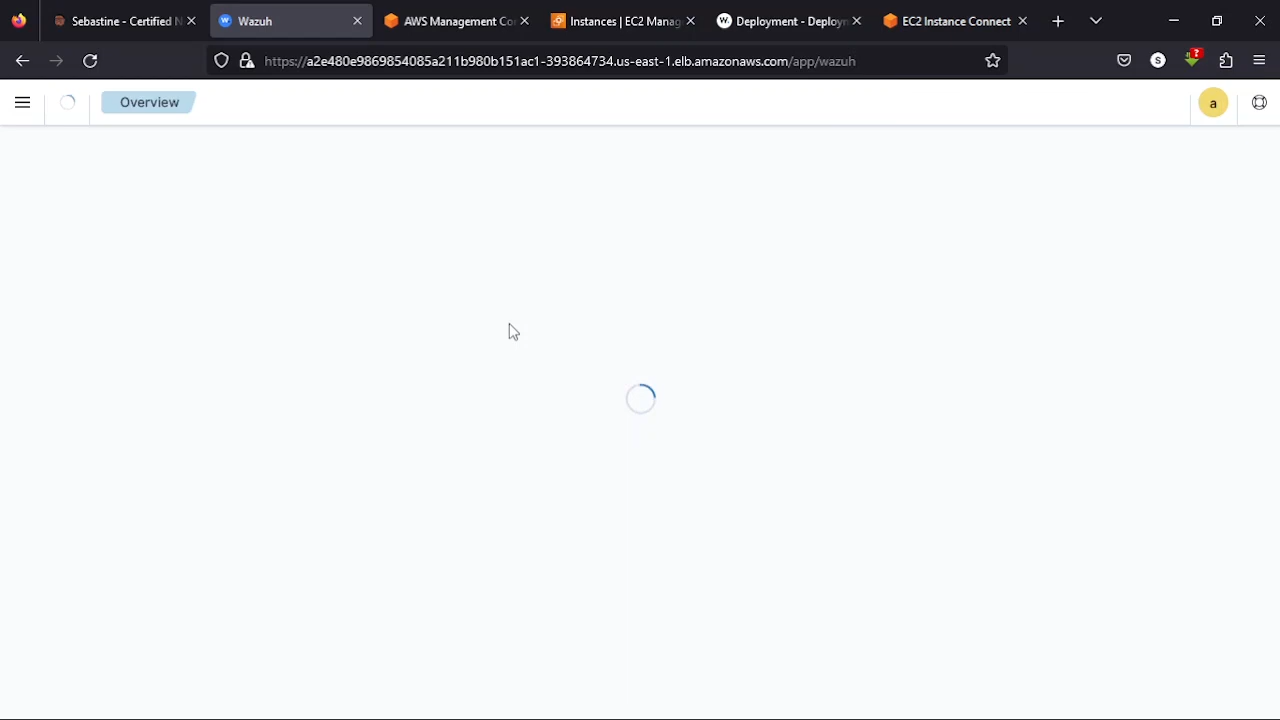 Sebastine - Certified N
Wazuh
AWS Management Co
Instances | EC2 Manag
Deployment - Deploym
EC2 Instance Connect
https://a2e480e9869854085a211b980b151ac1-393864734.us-east-1.elb.amazonaws.com/app/wazuh
S
?
Overview
a